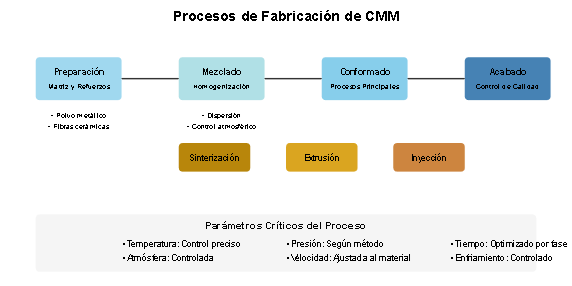 Procesos de Fabricación de CMM
Preparación
Matriz y Refuerzos
Mezclado
Homogenización
Conformado
Procesos Principales
Acabado
Control de Calidad
• Polvo metálico
• Fibras cerámicas
• Dispersión
• Control atmosférico
Sinterización
Extrusión
Inyección
Parámetros Críticos del Proceso
• Temperatura: Control preciso
• Presión: Según método
• Tiempo: Optimizado por fase
• Atmósfera: Controlada
• Velocidad: Ajustada al material
• Enfriamiento: Controlado